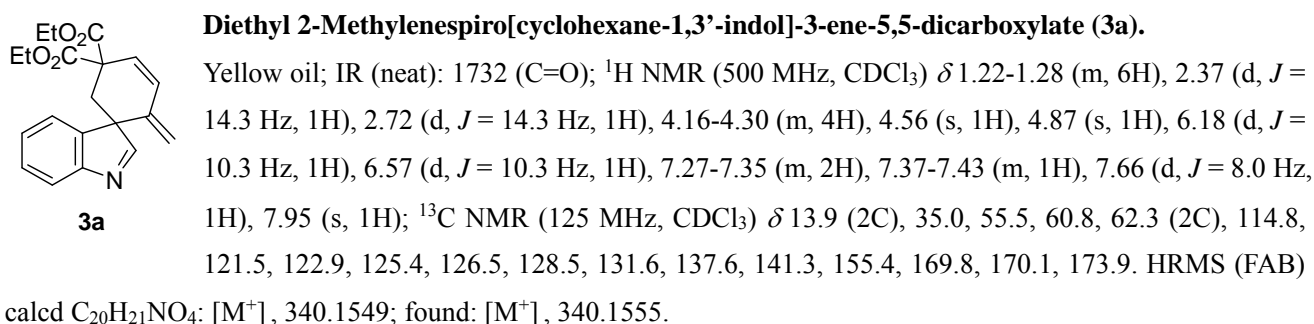 Diethyl 2-Methylenespiro[cyclohexane-1,3’-indol]-3-ene-5,5-dicarboxylate (3a).
EtO₂C
EtO₂C
N
3a
Yellow oil; IR (neat): 1732 (C=O); ¹H NMR (500 MHz, CDCl₃) δ 1.22-1.28 (m, 6H), 2.37 (d, J =
14.3 Hz, 1H), 2.72 (d, J = 14.3 Hz, 1H), 4.16-4.30 (m, 4H), 4.56 (s, 1H), 4.87 (s, 1H), 6.18 (d, J =
10.3 Hz, 1H), 6.57 (d, J = 10.3 Hz, 1H), 7.27-7.35 (m, 2H), 7.37-7.43 (m, 1H), 7.66 (d, J = 8.0 Hz,
1H), 7.95 (s, 1H); ¹³C NMR (125 MHz, CDCl₃) δ 13.9 (2C), 35.0, 55.5, 60.8, 62.3 (2C), 114.8,
121.5, 122.9, 125.4, 126.5, 128.5, 131.6, 137.6, 141.3, 155.4, 169.8, 170.1, 173.9. HRMS (FAB)
calcd C₂₀H₂₁NO₄: [M⁺], 340.1549; found: [M⁺], 340.1555.